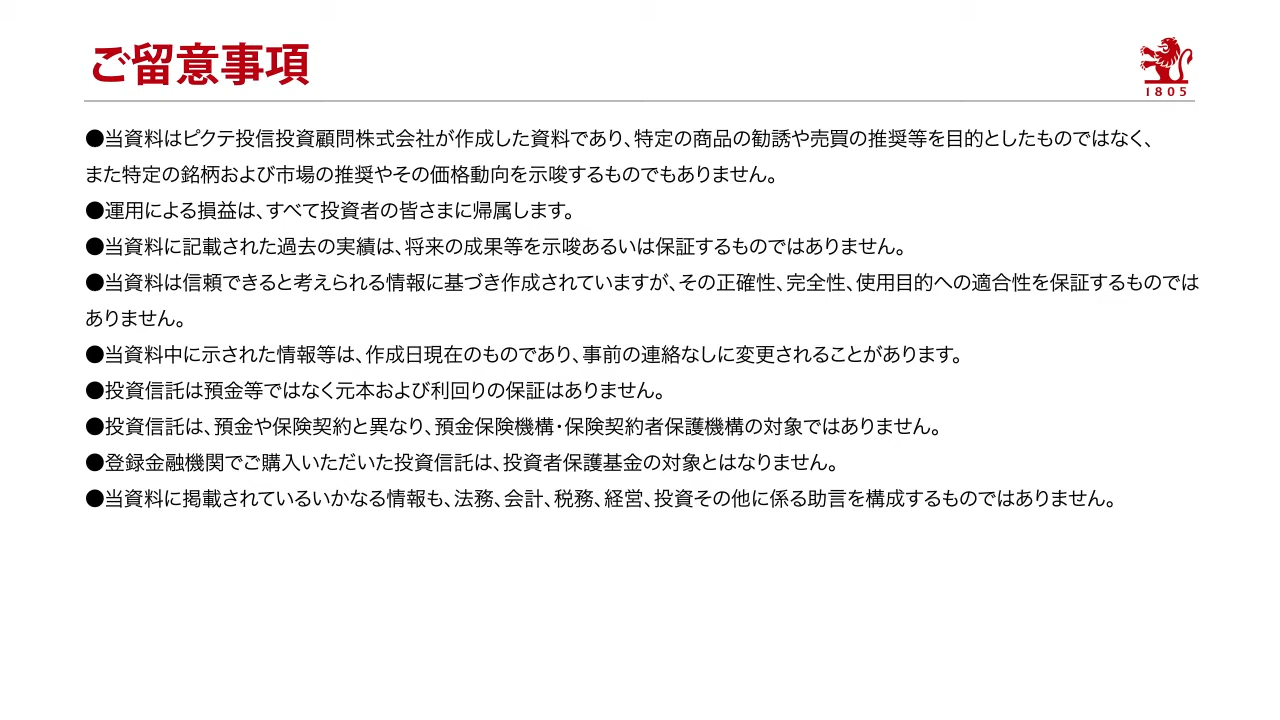 ご留意事項
1805
●当資料はピクテ投信投資顧問株式会社が作成した資料であり、特定の商品の勧誘や売買の推奨等を目的としたものではなく、
また特定の銘柄および市場の推奨やその価格動向を示唆するものでもありません。
●運用による損益は、すべて投資者の皆さまに帰属します。
●当資料に記載された過去の実績は、将来の成果等を示唆あるいは保証するものではありません。
●当資料は信頼できると考えられる情報に基づき作成されていますが、その正確性、完全性、使用目的への適合性を保証するものでは
ありません。
●当資料中に示された情報等は、作成日現在のものであり、事前の連絡なしに変更されることがあります。
●投資信託は預金等ではなく元本および利回りの保証はありません。
●投資信託は、預金や保険契約と異なり、預金保険機構・保険契約者保護機構の対象ではありません。
●登録金融機関でご購入いただいた投資信託は、投資者保護基金の対象とはなりません。
●当資料に掲載されているいかなる情報も、法務、会計、税務、経営、投資その他に係る助言を構成するものではありません。